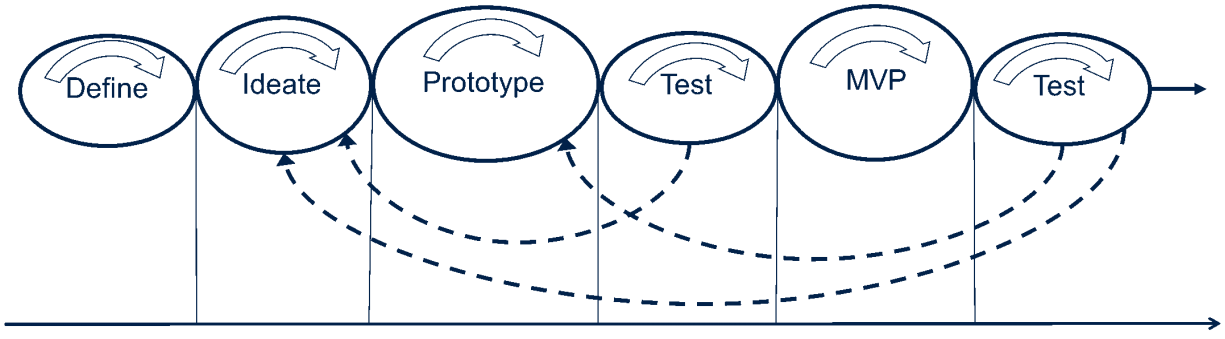 Define
Ideate
Prototype
Test
MVP
Test